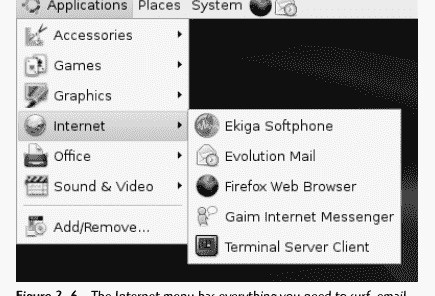 Applications Places System
Accessories
Games
Graphics
Internet
Office
Sound & Video
Add/Remove...
Ekiga Softphone
Evolution Mail
Firefox Web Browser
Gaim Internet Messenger
Terminal Server Client
Figure 2-6. The Internet menu has everything you need to surf, email,